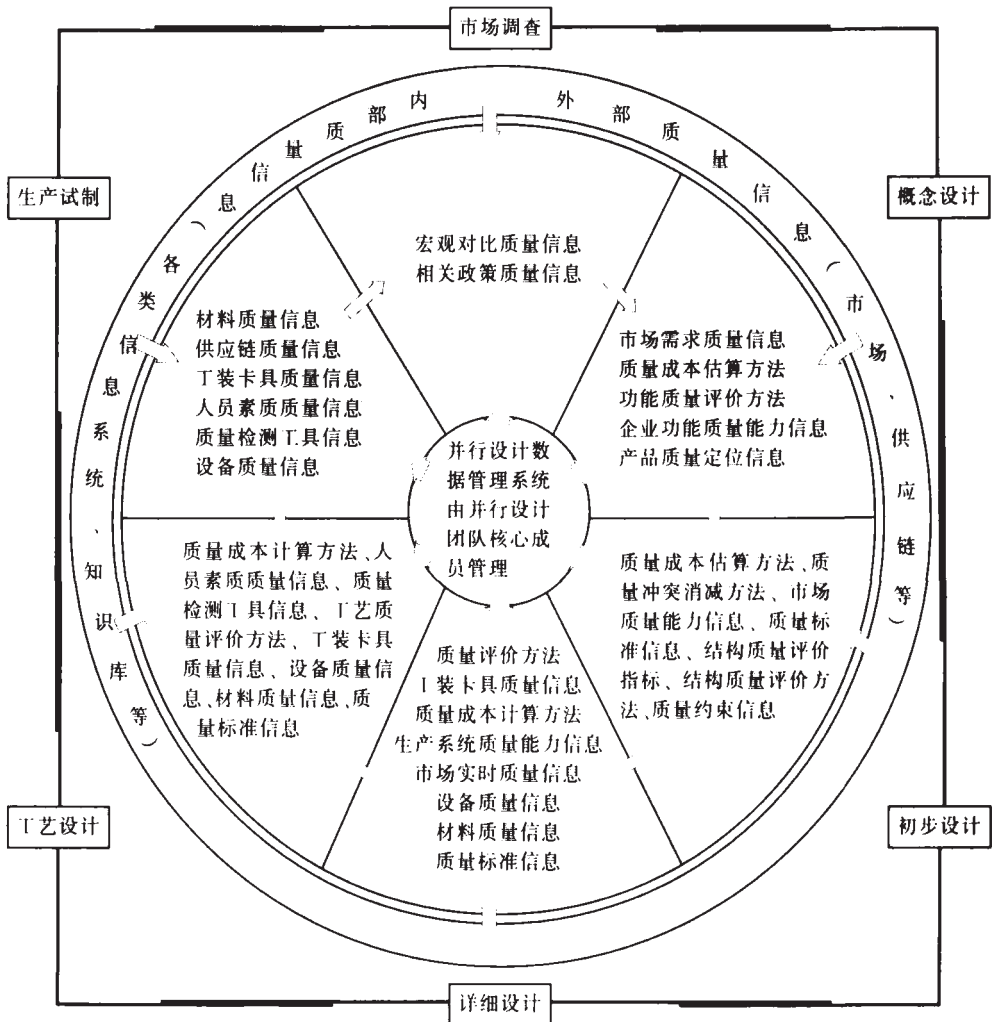 市场调查
内部质量信息(各类信息系统、知识库等)
外部质量信息(市场、供应链等)
生产试制
概念设计
宏观对比质量信息
相关政策质量信息
材料质量信息
供应链质量信息
工装卡具质量信息
人员素质质量信息
质量检测工具信息
设备质量信息
市场需求质量信息
质量成本估算方法
功能质量评价方法
企业功能质量能力信息
产品质量定位信息
并行设计数
据管理系统
由并行设计
团队核心成
员管理
质量成本计算方法、人
员素质质量信息、质量
检测工具信息、工艺质
量评价方法、工装卡具
质量信息、设备质量信
息、材料质量信息、质
量标准信息
质量评价方法
工装卡具质量信息
质量成本计算方法
生产系统质量能力信息
市场实时质量信息
设备质量信息
材料质量信息
质量标准信息
质量成本估算方法、质
量冲突消减方法、市场
质量能力信息、质量标
准信息、结构质量评价
指标、结构质量评价方
法、质量约束信息
工艺设计
初步设计
详细设计